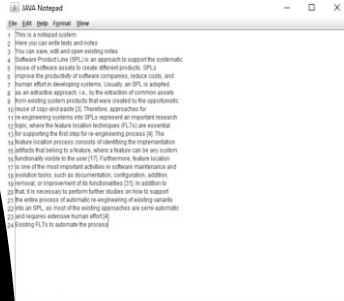 JAVA Notepad
File Edit Help Format View
1 This is a notepad system
2 Here you can write texts and notes
3 You can save, edit and open existing notes
4 Software Product Line (SPL) is an approach to support the systematic
5 reuse of software assets to create different products. SPLs
6 improve the productivity of software companies, reduce costs, and
7 human effort in developing systems. Usually, an SPL is adopted
8 as an extractive approach, i.e., by the extraction of common assets
9 from existing system products that were created by the opportunistic
10 reuse of copy-and-paste [3]. Therefore, approaches for
11 re-engineering systems into SPLs represent an important research
12 topic, where the feature location techniques (FLTs) are essential
13 for supporting the first step for re-engineering process [4]. The
14 feature location process consists of identifying the implementation
15 artifacts that belong to a feature, where a feature can be any system
16 functionality visible to the user [17]. Furthermore, feature location
17 is one of the most important activities in software maintenance and
18 evolution tasks, such as documentation, configuration, addition,
19 removal, or improvement of its functionalities [31]. In addition to
20 that, it is necessary to perform further studies on how to support
21 the entire process of automatic re-engineering of existing variants
22 into an SPL, as most of the existing approaches are semi-automatic
23 and requires extensive human effort [4].
24 Existing FLTs to automate the process